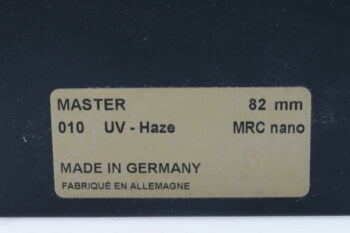 MASTER 82 mm
010 UV - Haze MRC nano
MADE IN GERMANY
FABRIQUÉ EN ALLEMAGNE